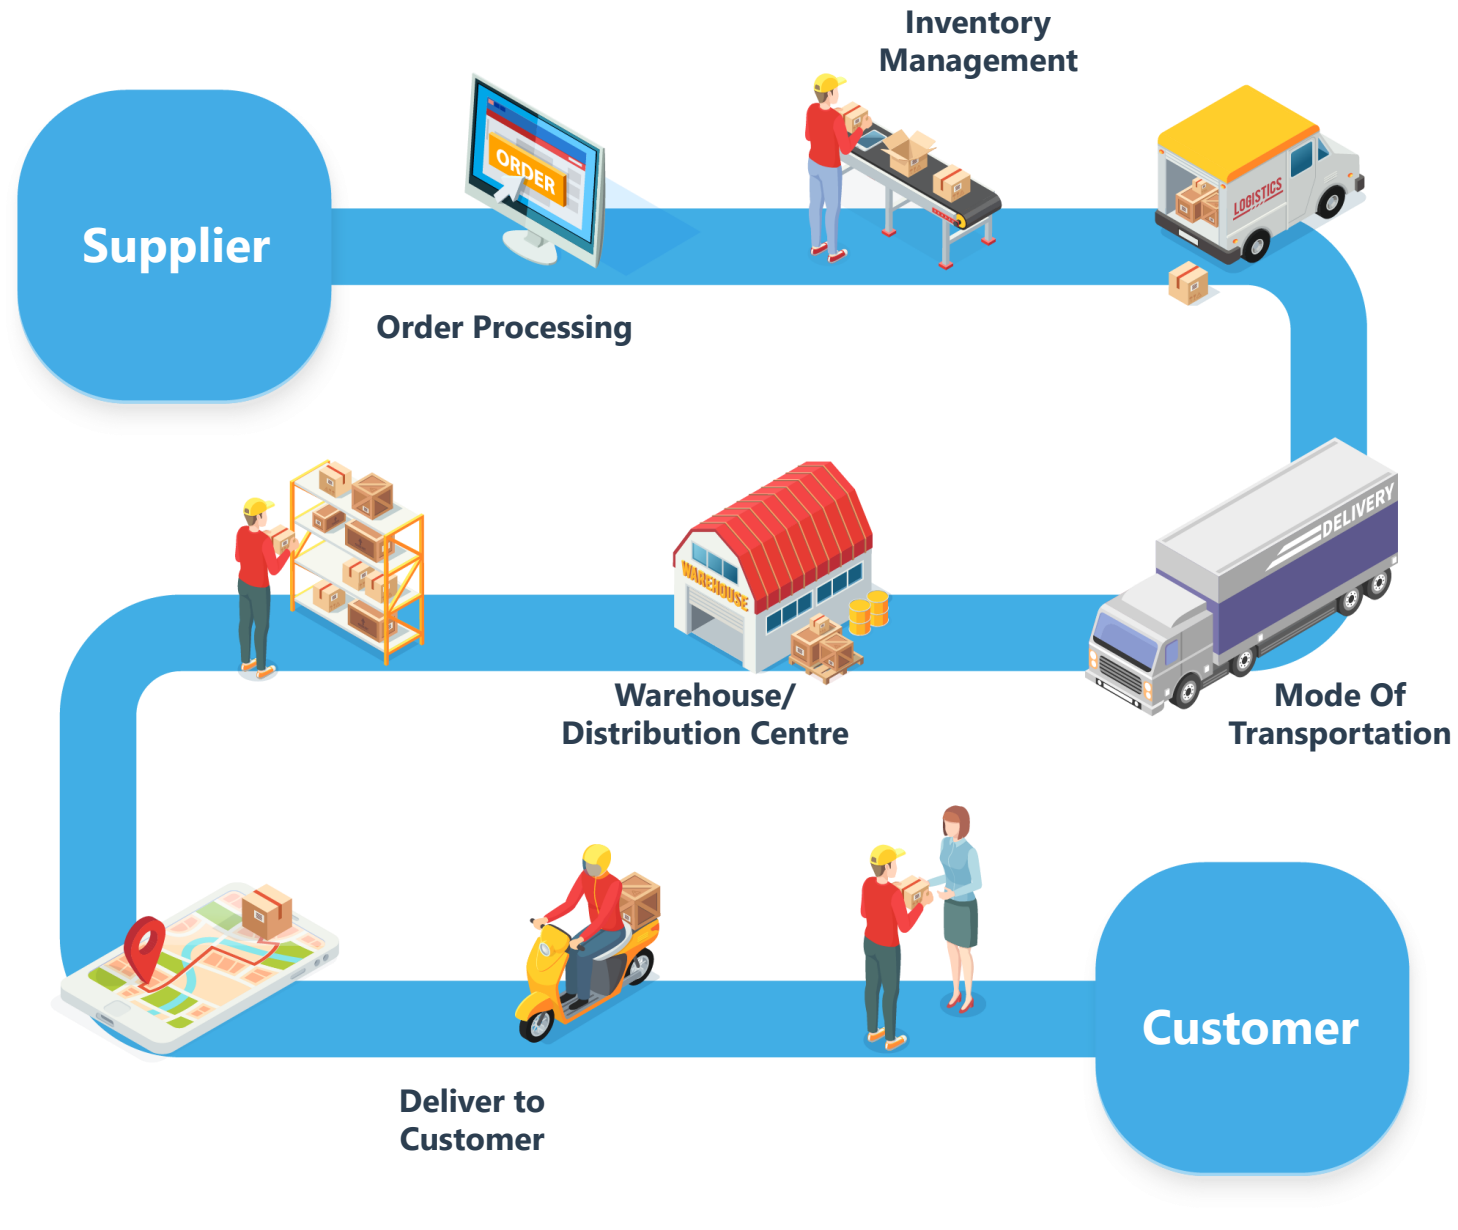 Inventory
Management
ORDER
LOGISTICS
Supplier
Order Processing
DELIVERY
WAREHOUSE
Warehouse/
Distribution Centre
Mode Of
Transportation
Customer
Deliver to
Customer